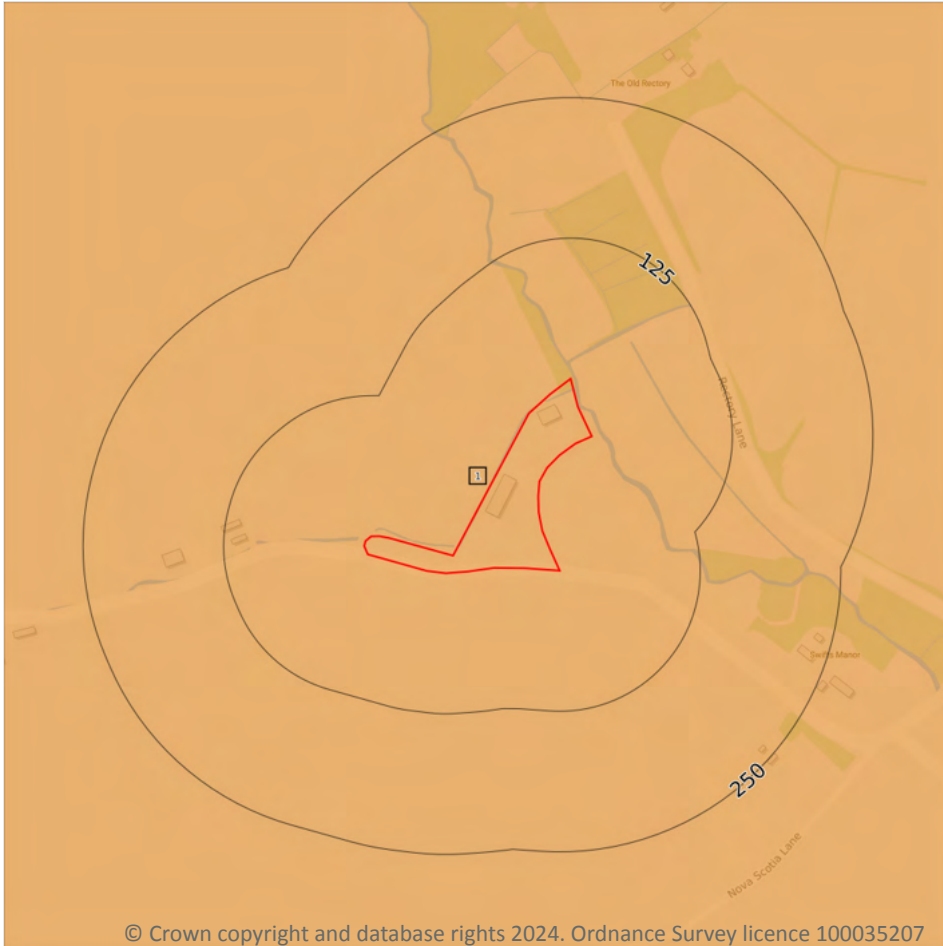 The Old Rectory
125
Rectory Lane
1
Swifts Manor
250
Nova Scotia Lane
© Crown copyright and database rights 2024. Ordnance Survey licence 100035207